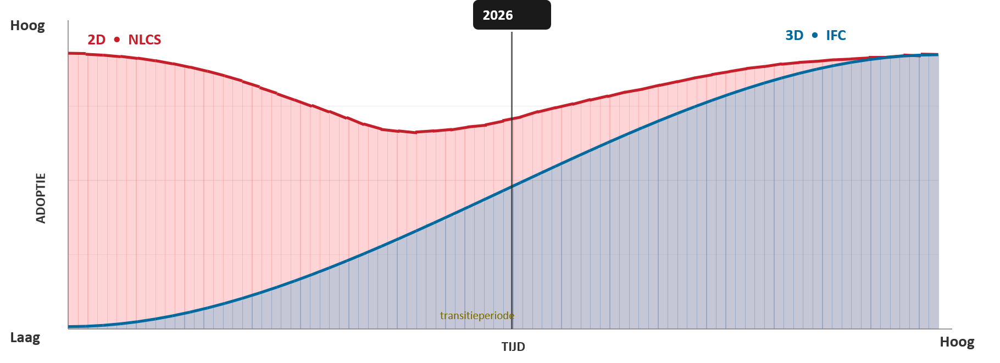 2026
Hoog
2D • NLCS
3D • IFC
ADOPTIE
transitieperiode
Laag
TIJD
Hoog